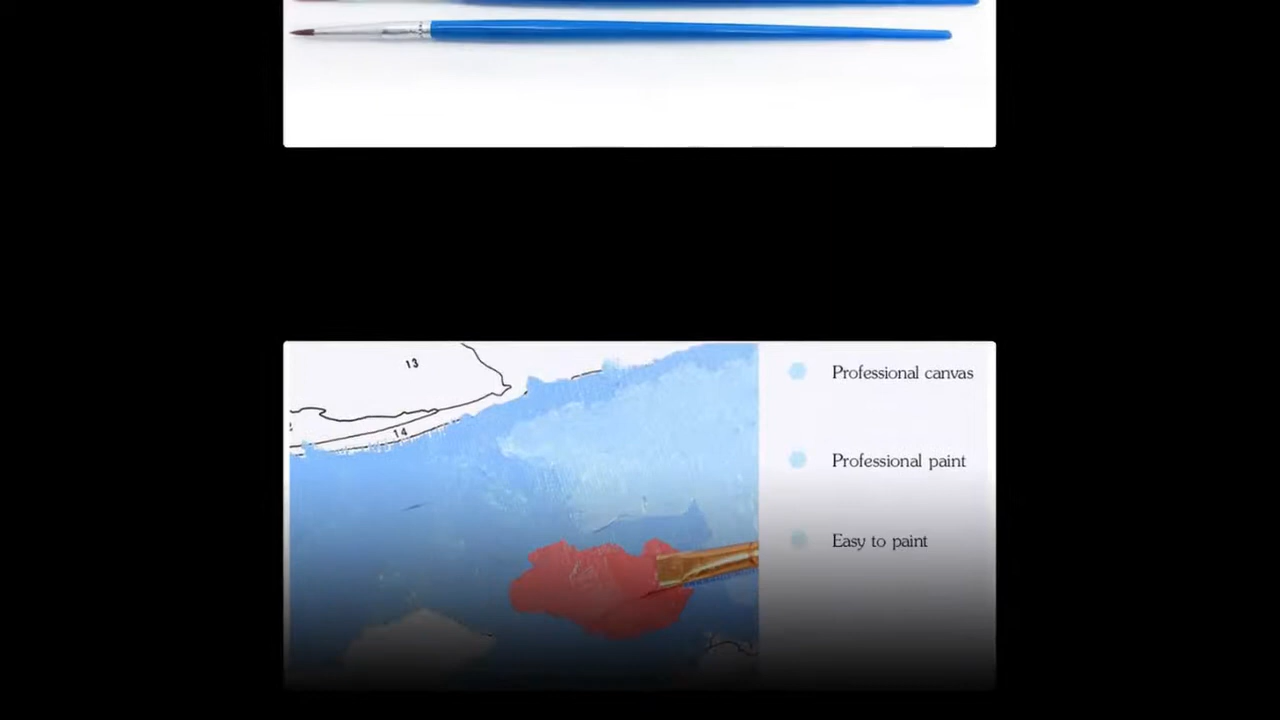 13
Professional canvas
14
Professional paint
Easy to paint